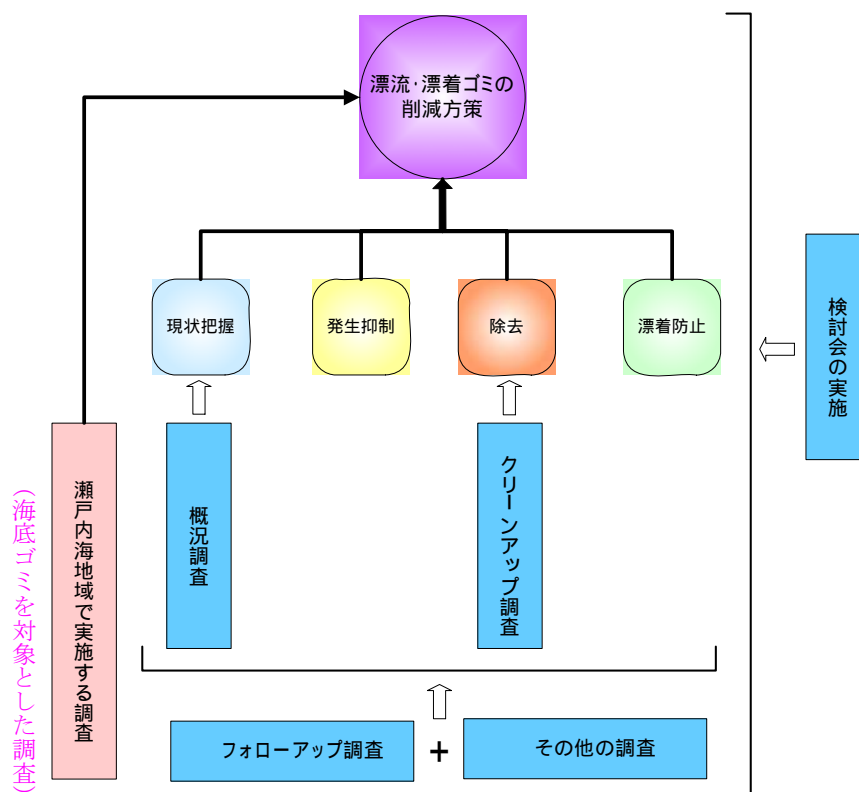 漂流・漂着ゴミの
削減方策
現状把握
発生抑制
除去
漂着防止
検討会の実施
概況調査
クリーンアップ調査
瀬戸内海地域で実施する調査
（海底ゴミを対象とした調査）
フォローアップ調査
+
その他の調査